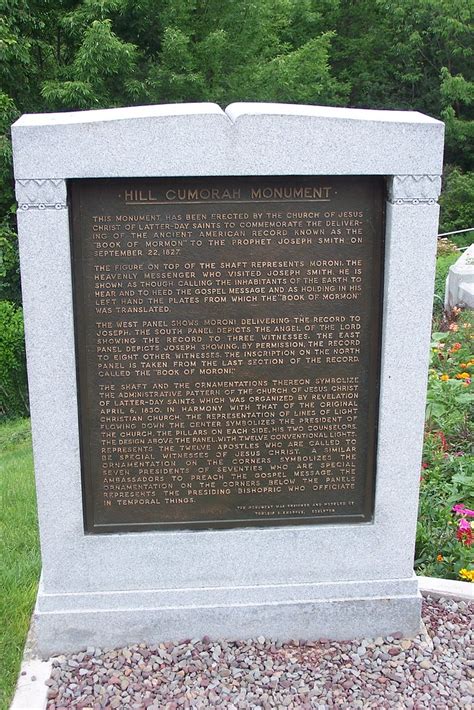 · HILL CUMORAH MONUMENT ·
THIS MONUMENT HAS BEEN ERECTED BY THE CHURCH OF JESUS
CHRIST OF LATTER-DAY SAINTS TO COMMEMORATE THE DELIVER-
ING OF THE ANCIENT AMERICAN RECORD KNOWN AS THE
"BOOK OF MORMON" TO THE PROPHET JOSEPH SMITH ON
SEPTEMBER 22, 1827.
THE FIGURE ON TOP OF THE SHAFT REPRESENTS MORONI, THE
HEAVENLY MESSENGER WHO VISITED JOSEPH SMITH. HE IS
SHOWN AS THOUGH CALLING THE INHABITANTS OF THE EARTH TO
HEAR AND TO HEED THE GOSPEL MESSAGE AND AS HOLDING IN HIS
LEFT HAND THE PLATES FROM WHICH THE "BOOK OF MORMON"
WAS TRANSLATED.
THE WEST PANEL SHOWS MORONI DELIVERING THE RECORD TO
JOSEPH. THE SOUTH PANEL DEPICTS THE ANGEL OF THE LORD
SHOWING THE RECORD TO THREE WITNESSES. THE EAST
PANEL DEPICTS JOSEPH SHOWING, BY PERMISSION, THE RECORD
TO EIGHT OTHER WITNESSES. THE INSCRIPTION ON THE NORTH
PANEL IS TAKEN FROM THE LAST SECTION OF THE RECORD,
CALLED THE "BOOK OF MORONI."
THE SHAFT AND THE ORNAMENTATIONS THEREON SYMBOLIZE
THE ADMINISTRATIVE PATTERN OF THE CHURCH OF JESUS CHRIST
OF LATTER-DAY SAINTS WHICH WAS ORGANIZED BY REVELATION
APRIL 6, 1830, IN HARMONY WITH THAT OF THE ORIGINAL
CHRISTIAN CHURCH. THE REPRESENTATION OF LINES OF LIGHT
FLOWING DOWN THE CENTER SYMBOLIZES THE PRESIDENT OF
THE CHURCH, THE PILLARS ON EACH SIDE, HIS TWO COUNSELORS.
THE DESIGN ABOVE THE PANEL, WITH TWELVE CONVENTIONAL LIGHTS,
REPRESENTS THE TWELVE APOSTLES WHO ARE CALLED TO
BE SPECIAL WITNESSES OF JESUS CHRIST. A SIMILAR
ORNAMENTATION ON THE CORNERS SYMBOLIZES THE
SEVEN PRESIDENTS OF SEVENTIES WHO ARE SPECIAL
AMBASSADORS TO PREACH THE GOSPEL MESSAGE. THE
ORNAMENTATION ON THE CORNERS BELOW THE PANELS
REPRESENTS THE PRESIDING BISHOPRIC WHO OFFICIATE
IN TEMPORAL THINGS.
THE MONUMENT WAS DESIGNED AND MODELED BY